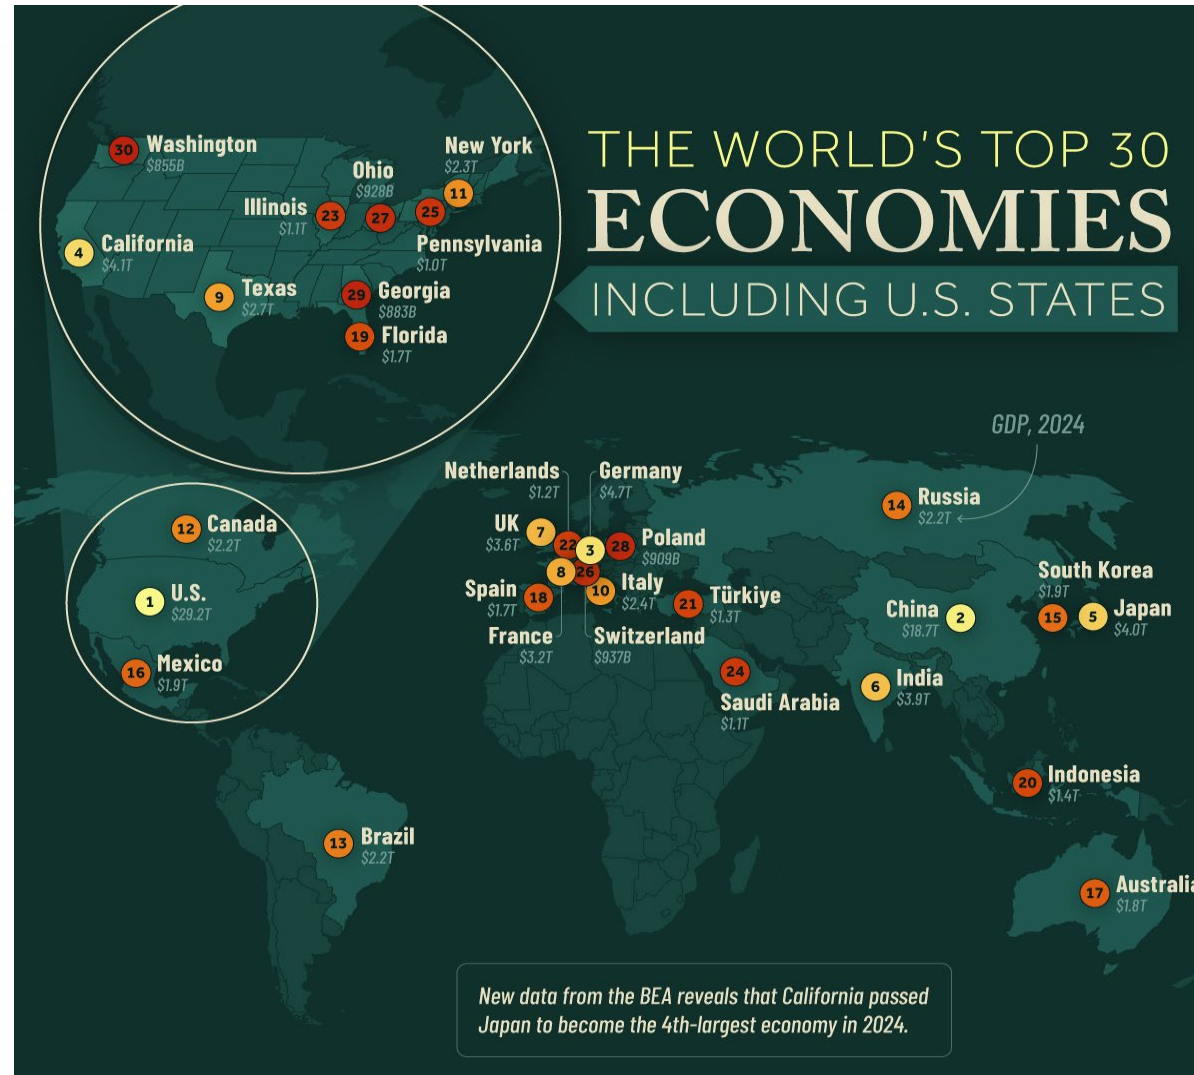 THE WORLD'S TOP 30
ECONOMIES
INCLUDING U.S. STATES
30
Washington
$855B
New York
$2.3T
11
Ohio
$928B
27
Illinois
$1.1T
23
25
Pennsylvania
$1.0T
4
California
$4.1T
9
Texas
$2.7T
29
Georgia
$883B
19
Florida
$1.7T
GDP, 2024
Netherlands
$1.2T
22
Germany
$4.7T
3
UK
$3.6T
7
28
Poland
$909B
8
26
10
Italy
$2.4T
Spain
$1.7T
18
France
$3.2T
Switzerland
$937B
21
Türkiye
$1.3T
14
Russia
$2.2T
12
Canada
$2.2T
1
U.S.
$29.2T
16
Mexico
$1.9T
South Korea
$1.9T
15
5
Japan
$4.0T
China
$18.7T
2
24
Saudi Arabia
$1.1T
6
India
$3.9T
20
Indonesia
$1.4T
13
Brazil
$2.2T
17
Australia
$1.8T
New data from the BEA reveals that California passed
Japan to become the 4th-largest economy in 2024.